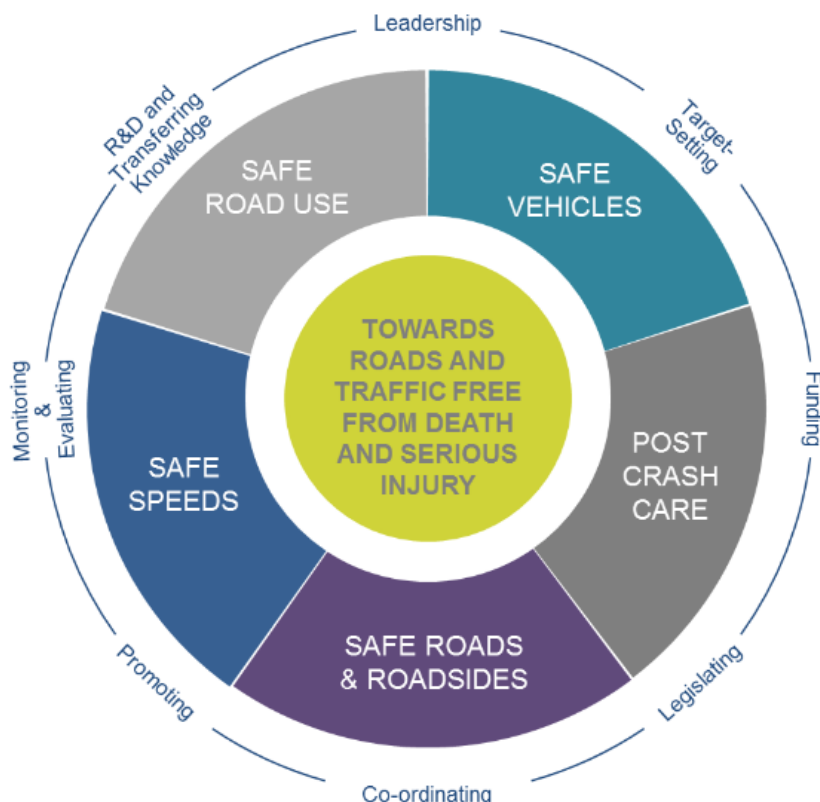 Leadership
Target-
Setting
Funding
Legislating
Co-ordinating
Promoting
Monitoring
&
Evaluating
R&D and
Transferring
Knowledge
SAFE
ROAD USE
SAFE
VEHICLES
POST
CRASH
CARE
SAFE ROADS
& ROADSIDES
SAFE
SPEEDS
TOWARDS
ROADS AND
TRAFFIC FREE
FROM DEATH
AND SERIOUS
INJURY